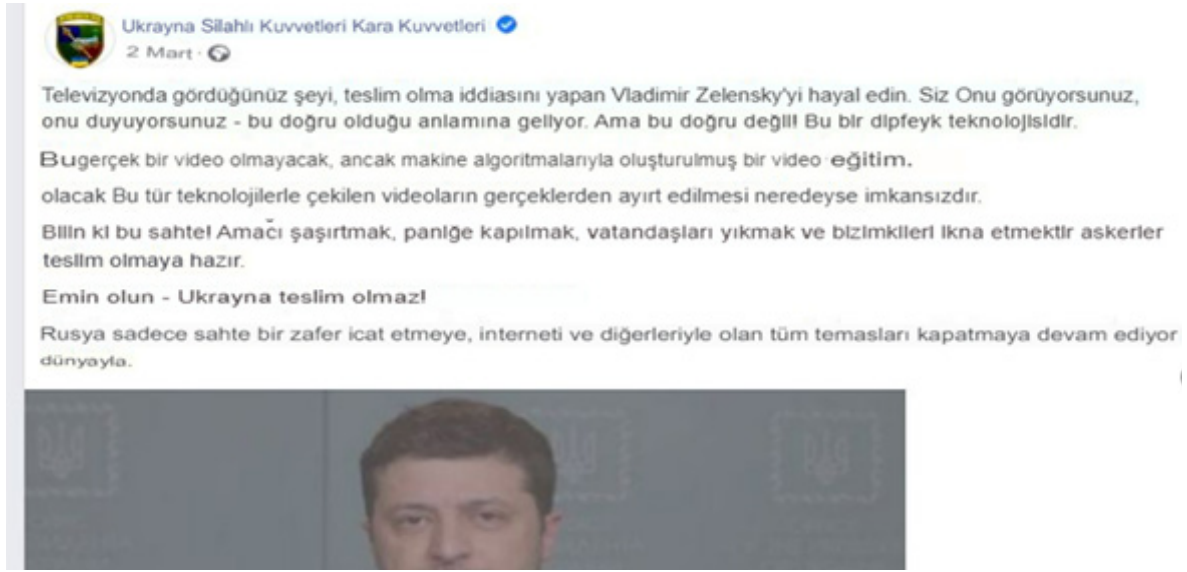 Ukrayna Silahlı Kuvvetleri Kara Kuvvetleri
2 Mart ·
Televizyonda gördüğünüz şeyi, teslim olma iddiasını yapan Vladimir Zelensky'yi hayal edin. Siz Onu görüyorsunuz,
onu duyuyorsunuz - bu doğru olduğu anlamına geliyor. Ama bu doğru değil! Bu bir dipfeyk teknolojisidir.
Bugerçek bir video olmayacak, ancak makine algoritmalarıyla oluşturulmuş bir video eğitim.
olacak Bu tür teknolojilerle çekilen videoların gerçeklerden ayırt edilmesi neredeyse imkansızdır.
Bilin ki bu sahte! Amacı şaşırtmak, paniğe kapılmak, vatandaşları yıkmak ve bizimkileri ikna etmektir askerler
teslim olmaya hazır.
Emin olun - Ukrayna teslim olmaz!
Rusya sadece sahte bir zafer icat etmeye, interneti ve diğerleriyle olan tüm temasları kapatmaya devam ediyor
dünyayla.